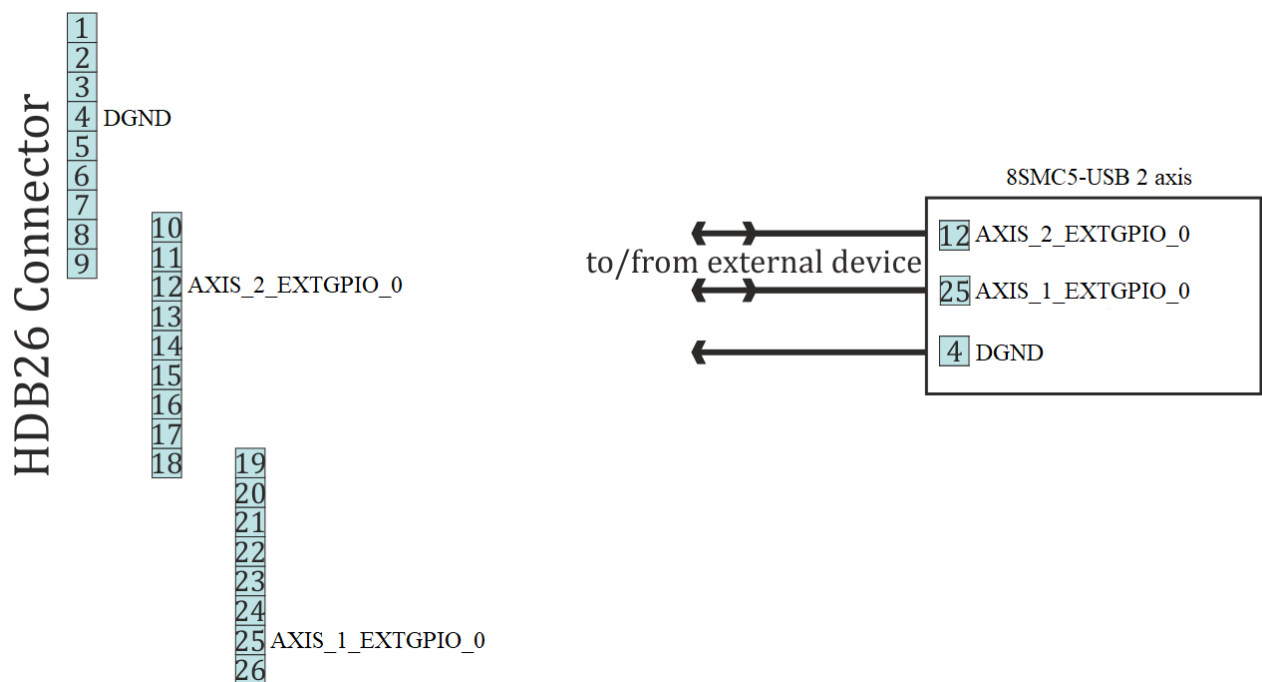 HDB26 Connector
1
2
3
4 DGND
5
6
7
8
9
10
11
12 AXIS_2_EXTGPIO_0
13
14
15
16
17
18
19
20
21
22
23
24
25 AXIS_1_EXTGPIO_0
26
8SMC5-USB 2 axis
12 AXIS_2_EXTGPIO_0
to/from external device
25 AXIS_1_EXTGPIO_0
4 DGND